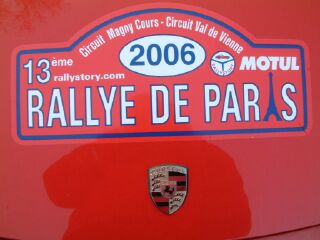 Circuit Magny Cours - Circuit Val de Vienne
13ème
2006
MOTUL
rallystory.com
RALLYE DE PARIS